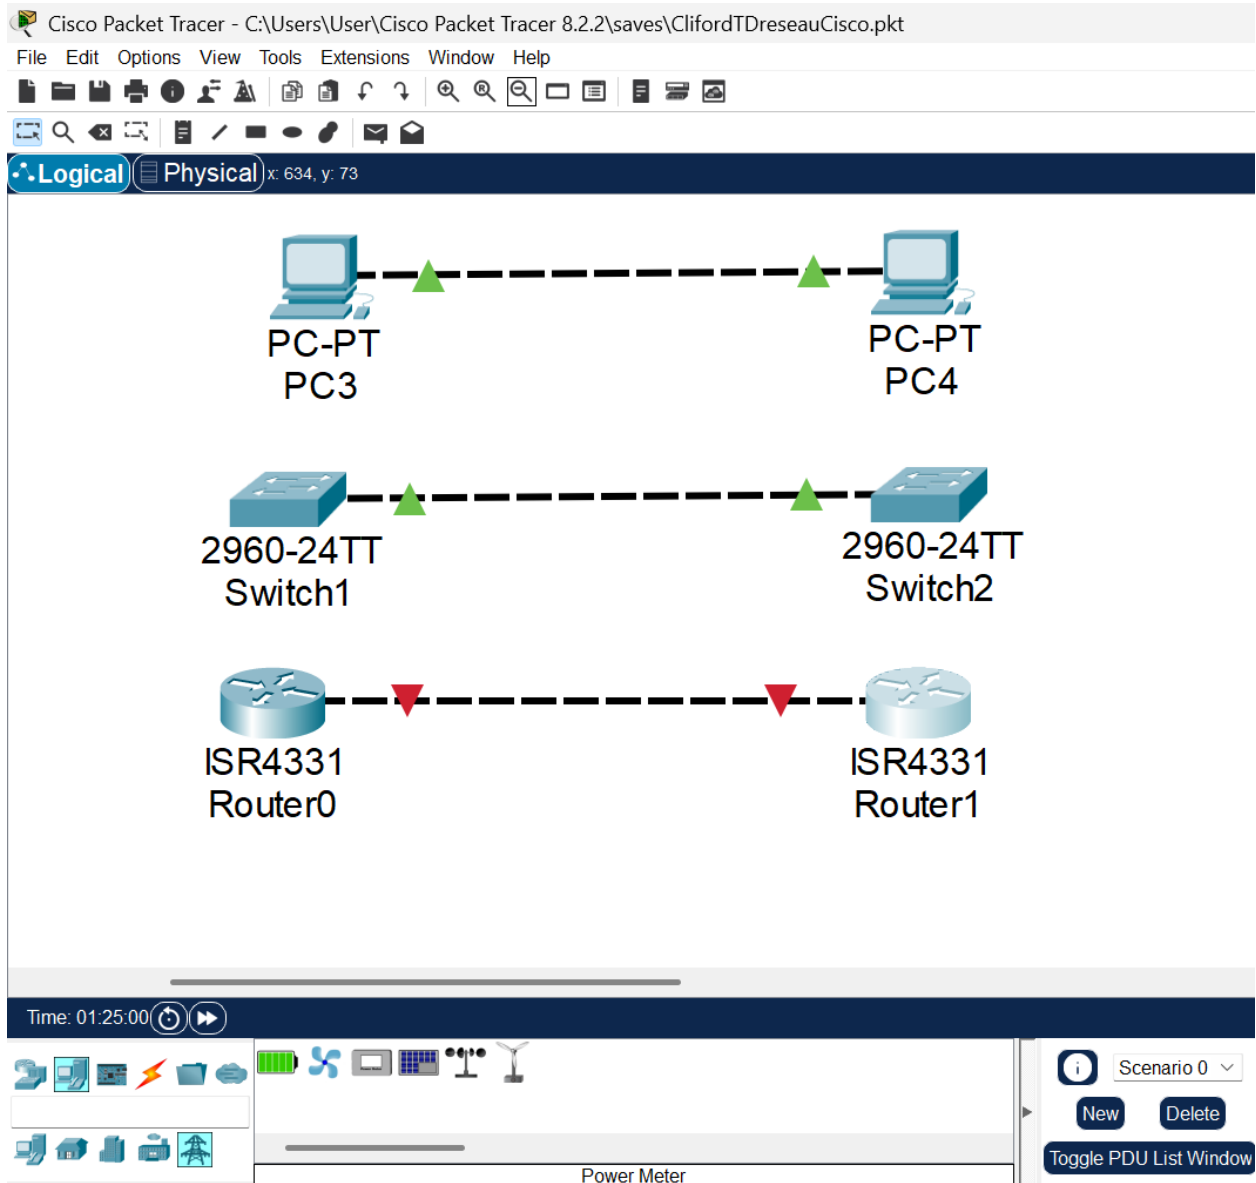 Cisco Packet Tracer - C:\Users\User\Cisco Packet Tracer 8.2.2\saves\ClifordTDreseauCisco.pkt
File Edit Options View Tools Extensions Window Help
Logical Physical x: 634, y: 73
PC-PT
PC3
PC-PT
PC4
2960-24TT
Switch1
2960-24TT
Switch2
ISR4331
Router0
ISR4331
Router1
Time: 01:25:00
Scenario 0
New Delete
Toggle PDU List Window
Power Meter